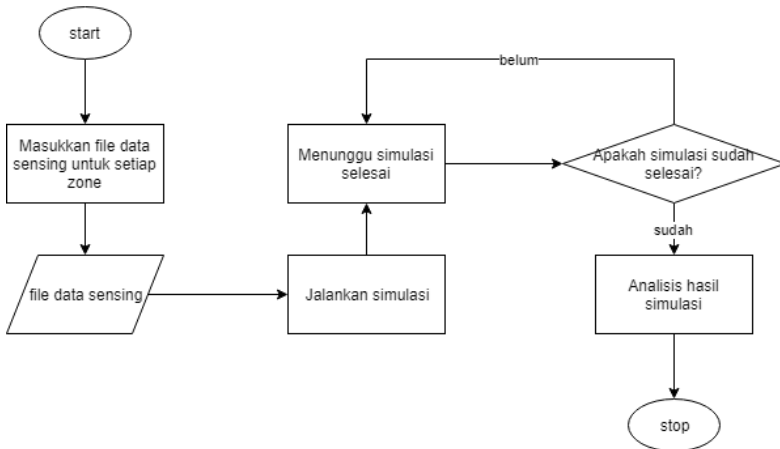 start
Masukkan file data
sensing untuk setiap
zone
file data sensing
Jalankan simulasi
Menunggu simulasi
selesai
belum
Apakah simulasi sudah
selesai?
sudah
Analisis hasil
simulasi
stop